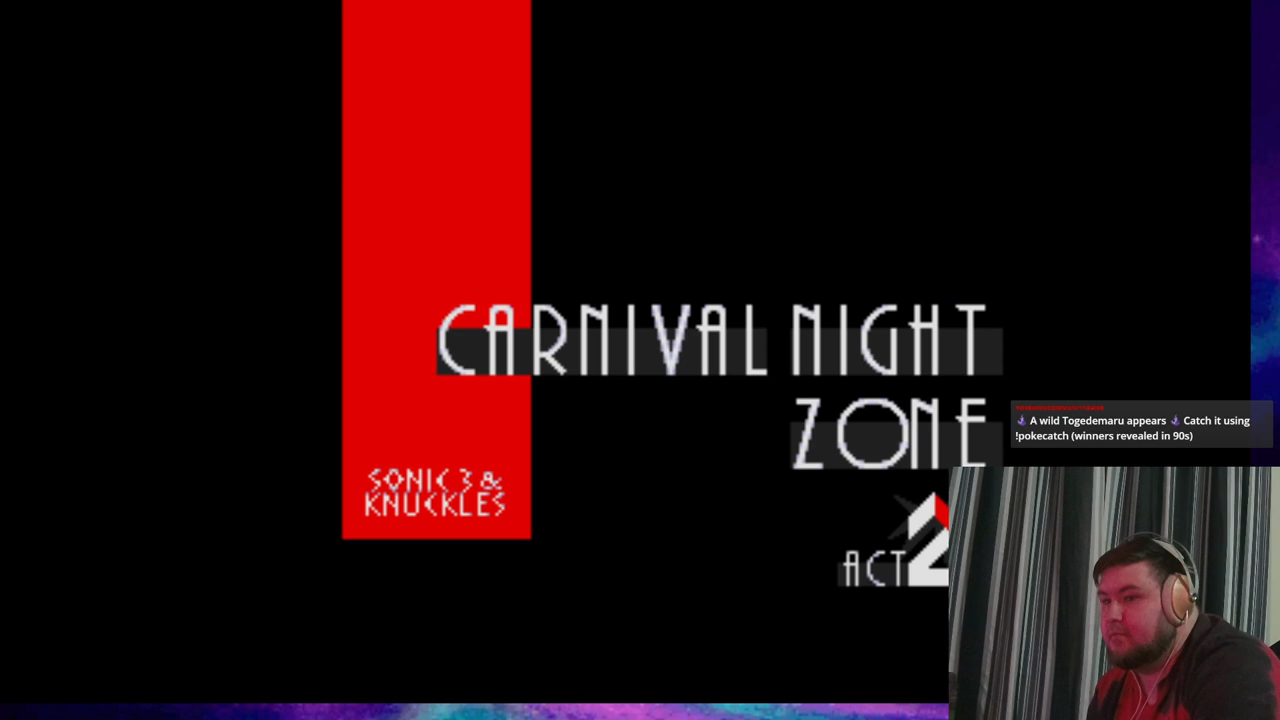 CARNIVAL NIGHT
ZONE
SONIC 3 &
KNUCKLES
ACT 2
A wild Togedemaru appears Catch it using
!pokecatch (winners revealed in 90s)